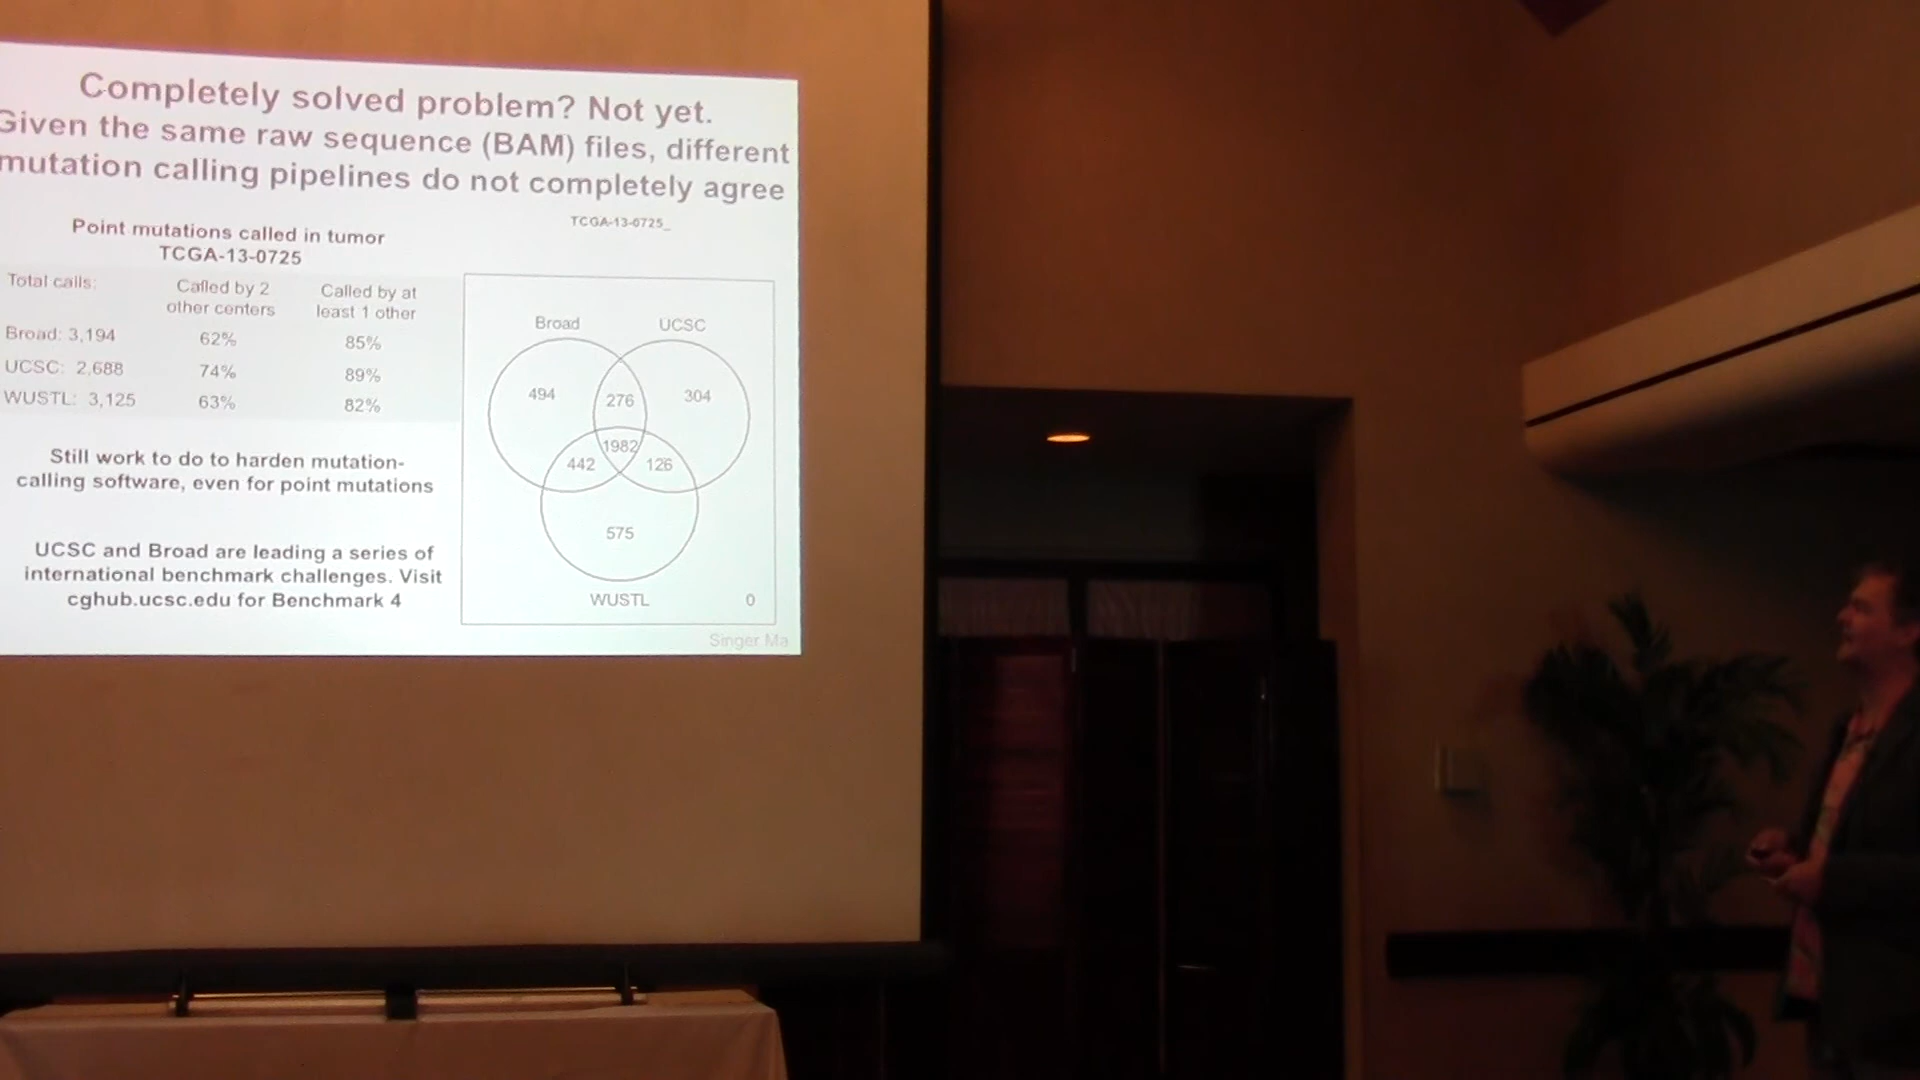 Completely solved problem? Not yet.
Given the same raw sequence (BAM) files, different
mutation calling pipelines do not completely agree
Point mutations called in tumor
TCGA-13-0725
Total calls: Called by 2 other centers Called by at least 1 other
Broad: 3,194 62% 85%
UCSC: 2,688 74% 89%
WUSTL: 3,125 63% 82%
Still work to do to harden mutation-
calling software, even for point mutations
UCSC and Broad are leading a series of
international benchmark challenges. Visit
cghub.ucsc.edu for Benchmark 4
TCGA-13-0725_
Broad UCSC
494 276 304
1982
442 126
575
WUSTL 0
Singer Ma